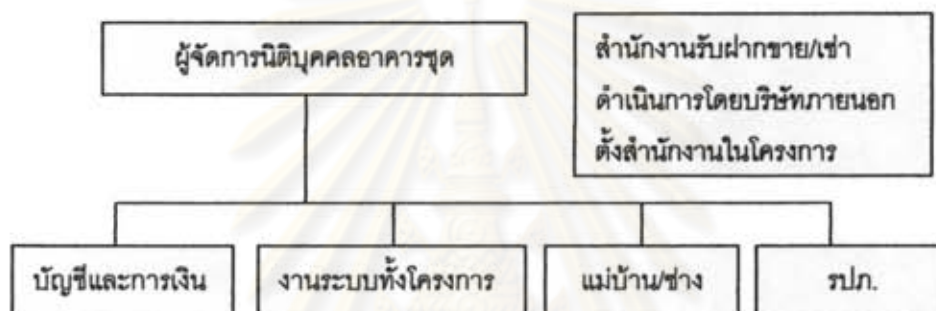 ผู้จัดการนิติบุคคลอาคารชุด
สำนักงานรับฝากขาย/เช่า
ดำเนินการโดยบริษัทภายนอก
ตั้งสำนักงานในโครงการ
บัญชีและการเงิน
งานระบบทั้งโครงการ
แม่บ้าน/ช่าง
รปภ.